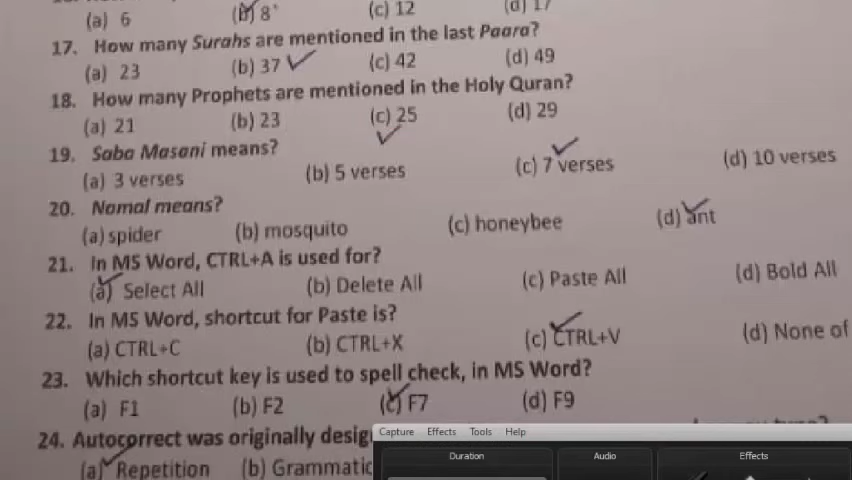 (a) 6 (b) 8 (c) 12 (d) 17
17. How many Surahs are mentioned in the last Paara?
(a) 23 (b) 37 (c) 42 (d) 49
18. How many Prophets are mentioned in the Holy Quran?
(a) 21 (b) 23 (c) 25 (d) 29
19. Saba Masani means?
(a) 3 verses (b) 5 verses (c) 7 verses (d) 10 verses
20. Namal means?
(a) spider (b) mosquito (c) honeybee (d) ant
21. In MS Word, CTRL+A is used for?
(a) Select All (b) Delete All (c) Paste All (d) Bold All
22. In MS Word, shortcut for Paste is?
(a) CTRL+C (b) CTRL+X (c) CTRL+V (d) None of
23. Which shortcut key is used to spell check, in MS Word?
(a) F1 (b) F2 (c) F7 (d) F9
24. Autocorrect was originally desig
(a) Repetition (b) Grammatic
Capture Effects Tools Help
Duration Audio Effects